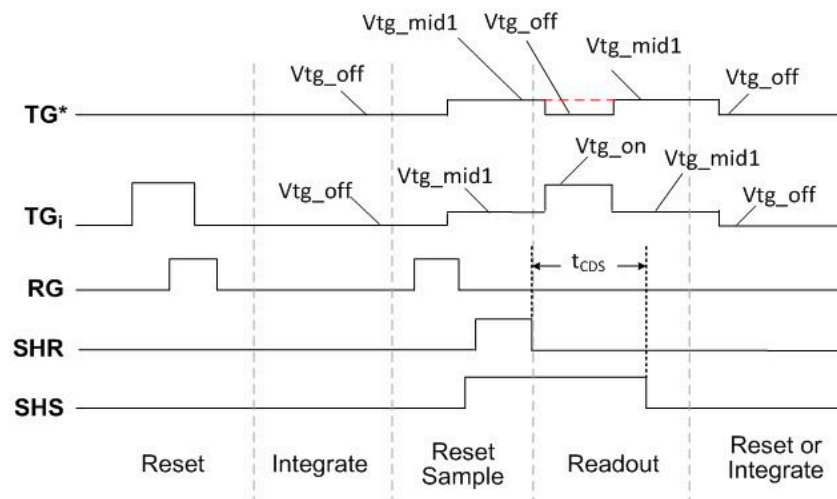 Vtg_mid1
Vtg_off
Vtg_mid1
Vtg_off
Vtg_off
TG*
Vtg_on
Vtg_off
Vtg_mid1
Vtg_mid1
Vtg_off
TGi
tCDS
RG
SHR
SHS
Reset
Integrate
Reset
Sample
Readout
Reset or
Integrate